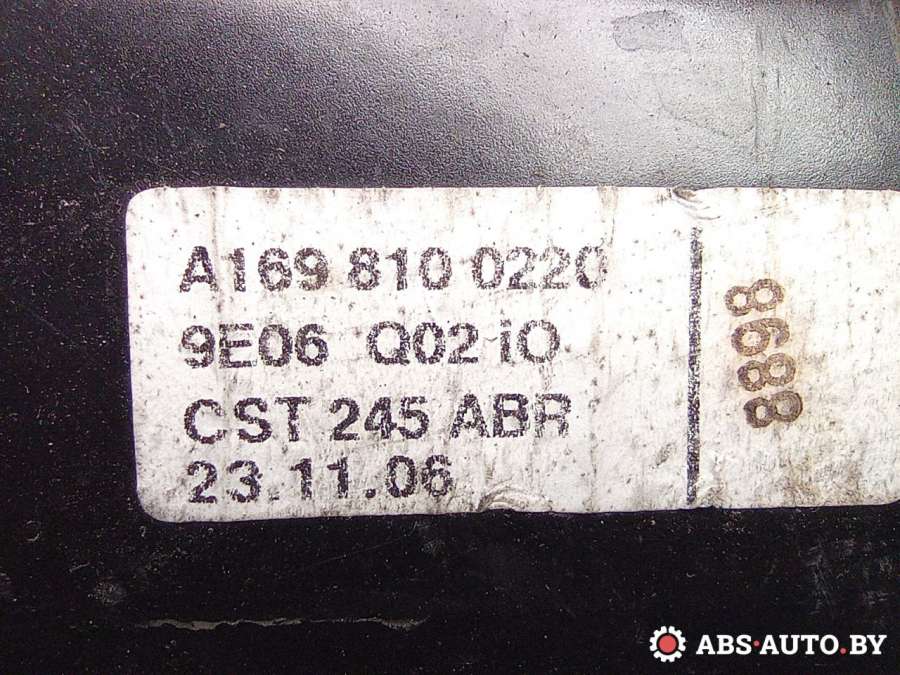 A169 810 0220
9E06 Q02 iO
CST 245 ABR
23.11.06
8898
ABS-AUTO.BY